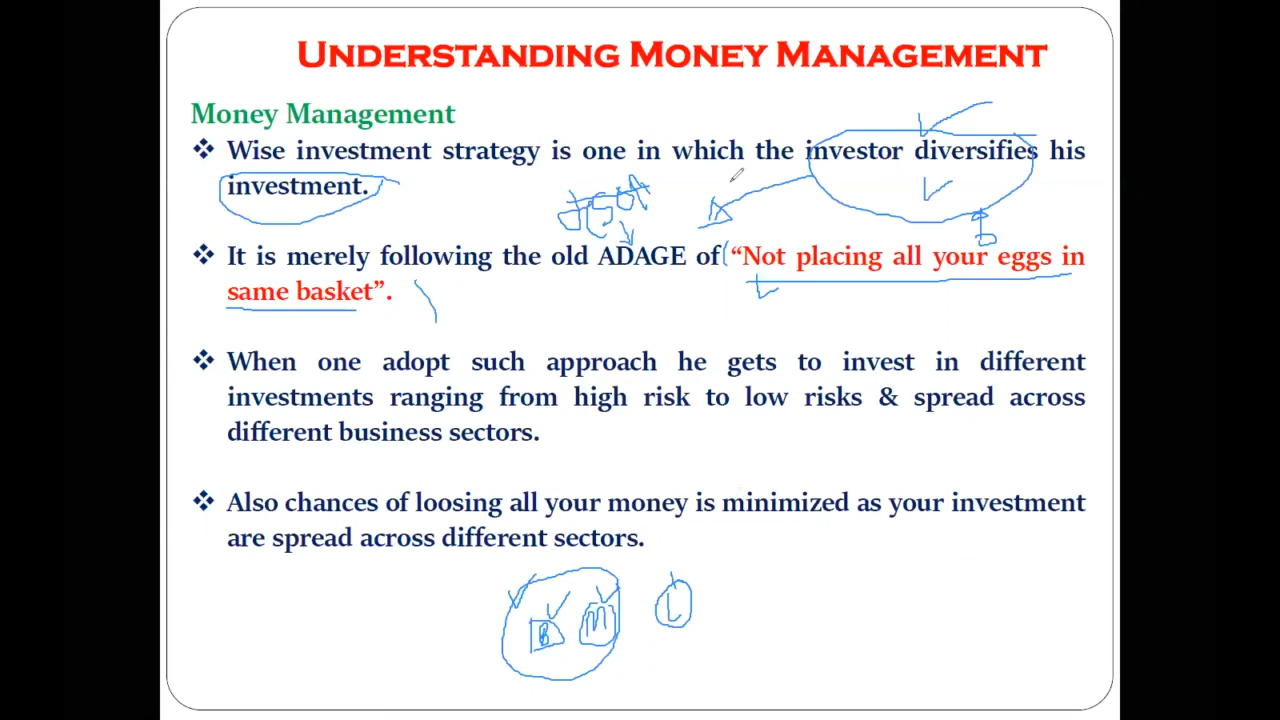 UNDERSTANDING MONEY MANAGEMENT
Money Management
❖ Wise investment strategy is one in which the investor diversifies his
investment.
❖ It is merely following the old ADAGE of “Not placing all your eggs in
same basket”.
❖ When one adopt such approach he gets to invest in different
investments ranging from high risk to low risks & spread across
different business sectors.
❖ Also chances of loosing all your money is minimized as your investment
are spread across different sectors.
B M L